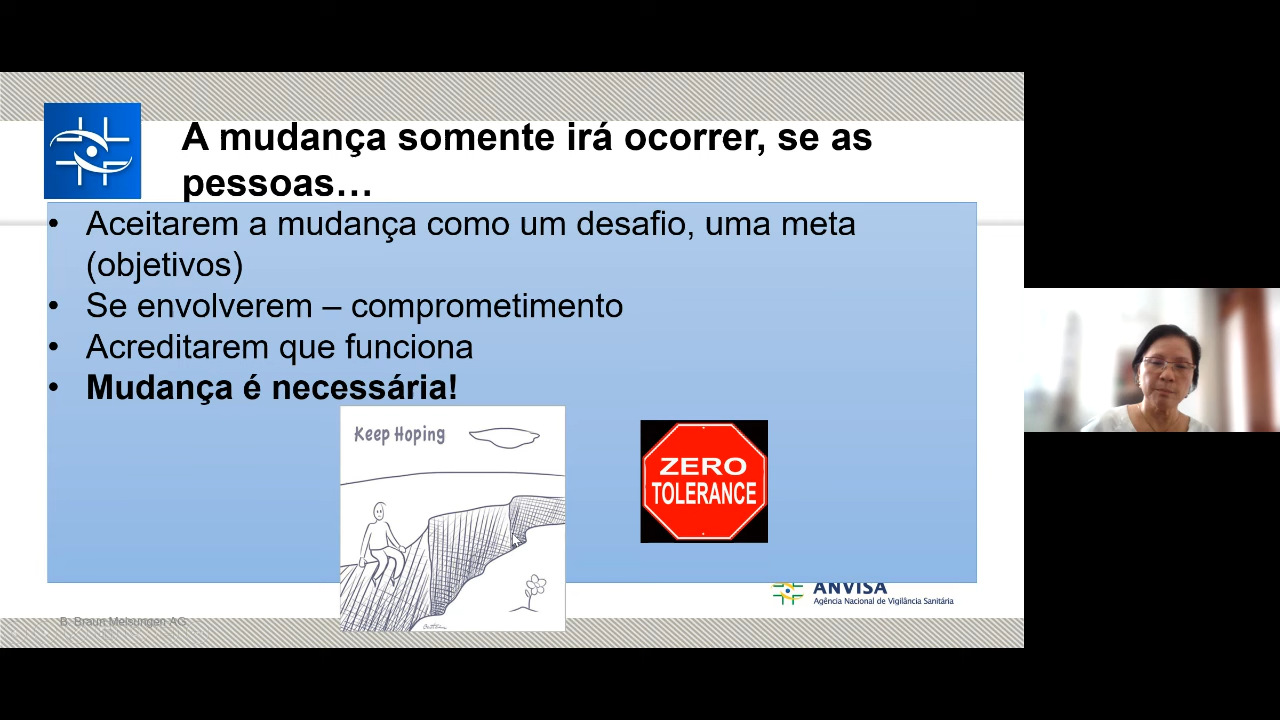 A mudança somente irá ocorrer, se as
pessoas…
• Aceitarem a mudança como um desafio, uma meta
(objetivos)
• Se envolverem – comprometimento
• Acreditarem que funciona
• Mudança é necessária!
Keep Hoping
ZERO
TOLERANCE
ANVISA
Agência Nacional de Vigilância Sanitária
B. Braun Melsungen AG